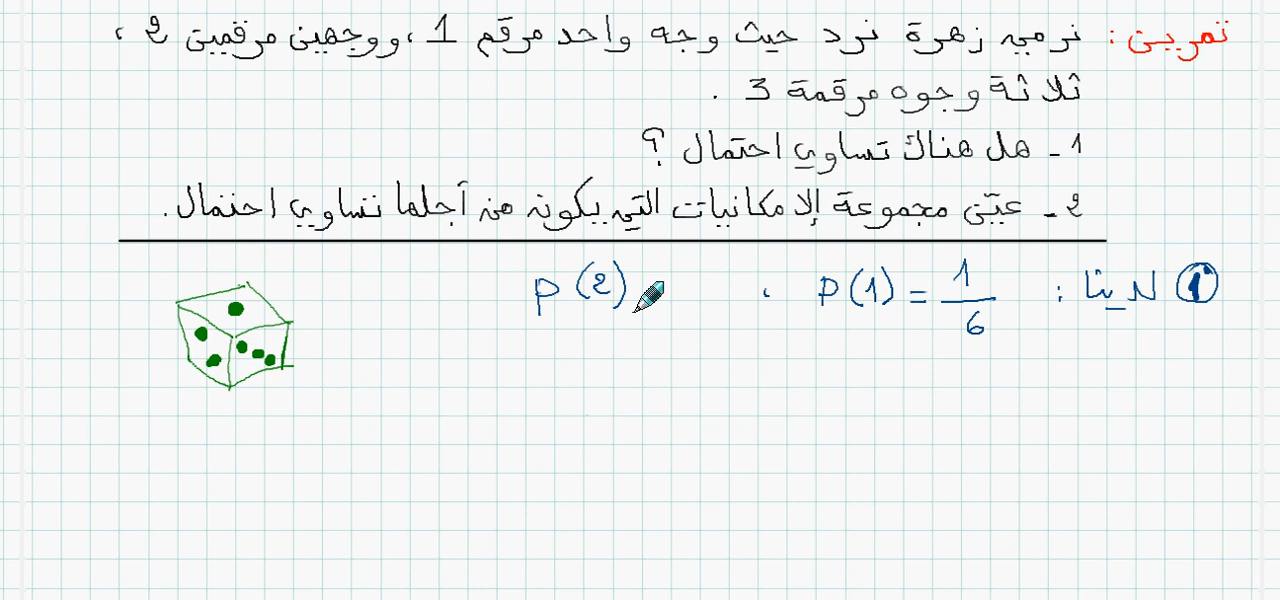 تمرين : نرمي زهرة نرد حيث وجه واحد مرقم 1 ، ووجهين مرقمين 2 ،
ثلاثة وجوه مرقمة 3 .
1 - هل هناك تساوي احتمال ؟
2 - عيّن مجموعة الإمكانيات التي يكون من أجلها تساوي احتمال .
① لدينا : P(1) = 1/6 ، P(2)